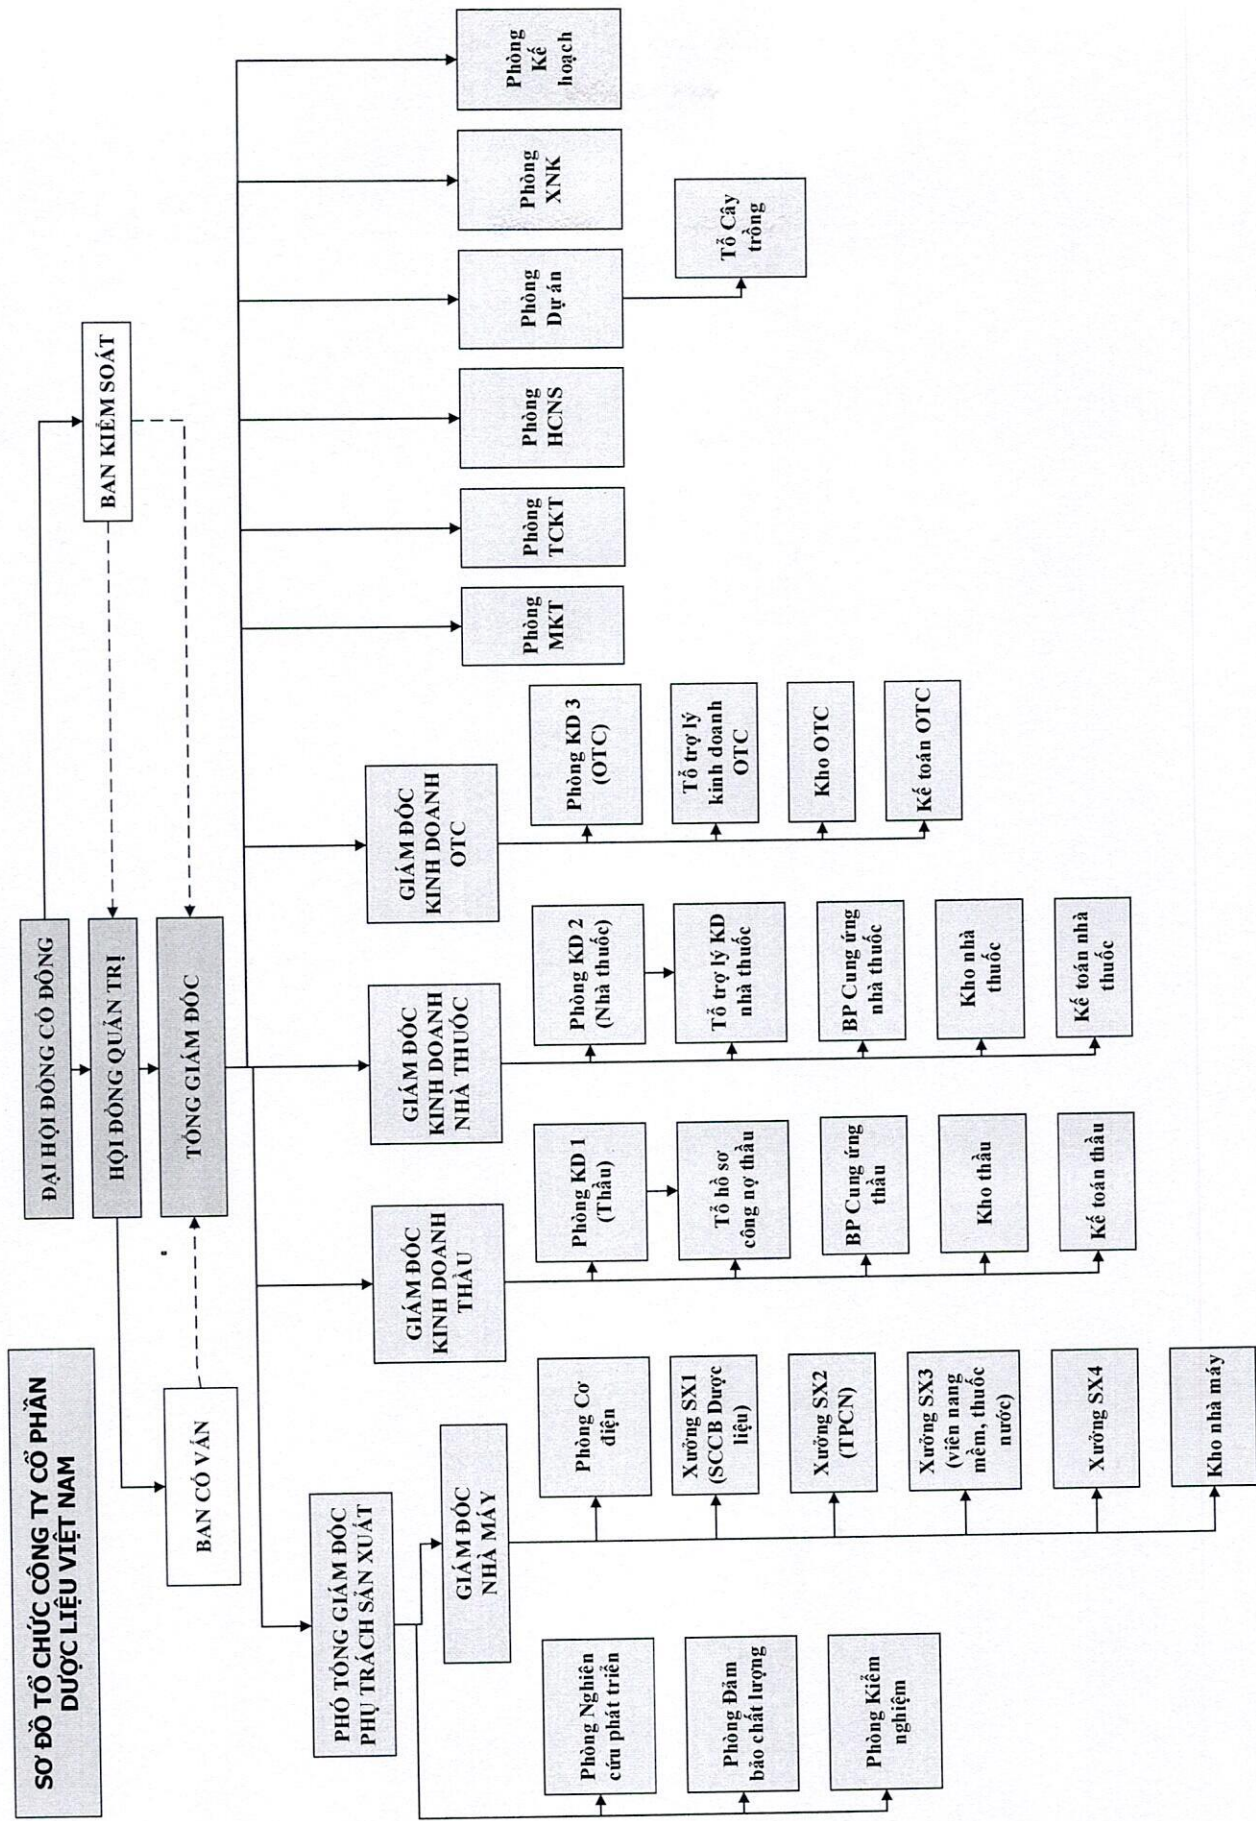 SƠ ĐỒ TỔ CHỨC CÔNG TY CỔ PHẦN
DƯỢC LIỆU VIỆT NAM
ĐẠI HỘI ĐỒNG CỔ ĐÔNG
HỘI ĐỒNG QUẢN TRỊ
BAN KIỂM SOÁT
BAN CỐ VẤN
TỔNG GIÁM ĐỐC
PHÓ TỔNG GIÁM ĐỐC
PHỤ TRÁCH SẢN XUẤT
GIÁM ĐỐC
KINH DOANH
THẦU
GIÁM ĐỐC
KINH DOANH
NHÀ THUỐC
GIÁM ĐỐC
KINH DOANH
OTC
Phòng
MKT
Phòng
TCKT
Phòng
HCNS
Phòng
Dự án
Phòng
XNK
Phòng
Kế
hoạch
GIÁM ĐỐC
NHÀ MÁY
Phòng Nghiên
cứu phát triển
Phòng Đảm
bảo chất lượng
Phòng Kiểm
nghiệm
Phòng Cơ
điện
Xưởng SX1
(SCCB Dược
liệu)
Xưởng SX2
(TPCN)
Xưởng SX3
(viên nang
mềm, thuốc
nước)
Xưởng SX4
Kho nhà máy
Phòng KD 1
(Thầu)
Tổ hồ sơ
công nợ thầu
BP Cung ứng
thầu
Kho thầu
Kế toán thầu
Phòng KD 2
(Nhà thuốc)
Tổ trợ lý KD
nhà thuốc
BP Cung ứng
nhà thuốc
Kho nhà
thuốc
Kế toán nhà
thuốc
Phòng KD 3
(OTC)
Tổ trợ lý
kinh doanh
OTC
Kho OTC
Kế toán OTC
Tổ Cây
trồng